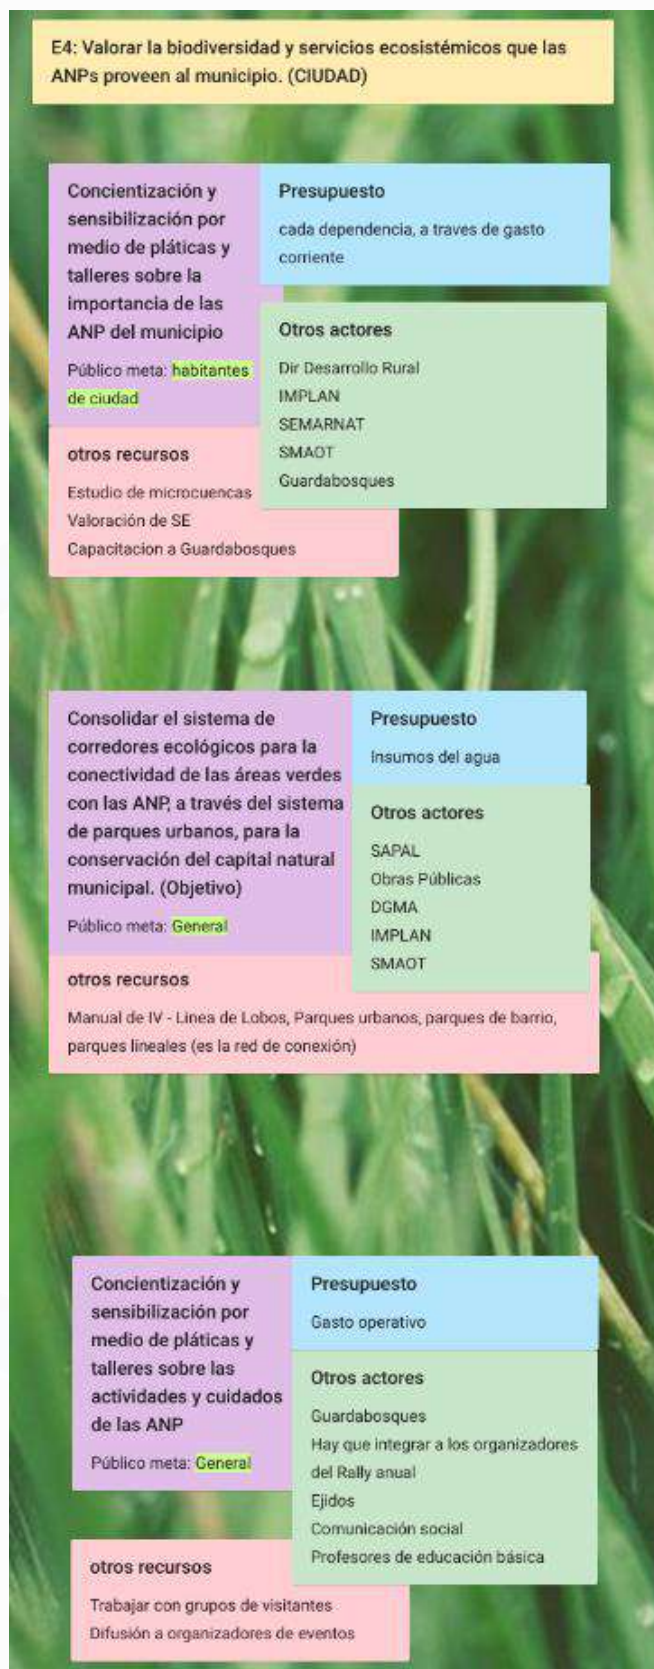 E4: Valorar la biodiversidad y servicios ecosistémicos que las
ANPs proveen al municipio. (CIUDAD)
Concientización y
sensibilización por
medio de pláticas y
talleres sobre la
importancia de las
ANP del municipio
Público meta: habitantes
de ciudad
Presupuesto
cada dependencia, a traves de gasto
corriente
Otros actores
Dir Desarrollo Rural
IMPLAN
SEMARNAT
SMAOT
Guardabosques
otros recursos
Estudio de microcuencas
Valoración de SE
Capacitacion a Guardabosques
Consolidar el sistema de
corredores ecológicos para la
conectividad de las áreas verdes
con las ANP, a través del sistema
de parques urbanos, para la
conservación del capital natural
municipal. (Objetivo)
Público meta: General
Presupuesto
Insumos del agua
Otros actores
SAPAL
Obras Públicas
DGMA
IMPLAN
SMAOT
otros recursos
Manual de IV - Linea de Lobos, Parques urbanos, parques de barrio,
parques lineales (es la red de conexión)
Concientización y
sensibilización por
medio de pláticas y
talleres sobre las
actividades y cuidados
de las ANP
Público meta: General
Presupuesto
Gasto operativo
Otros actores
Guardabosques
Hay que integrar a los organizadores
del Rally anual
Ejidos
Comunicación social
Profesores de educación básica
otros recursos
Trabajar con grupos de visitantes
Difusión a organizadores de eventos